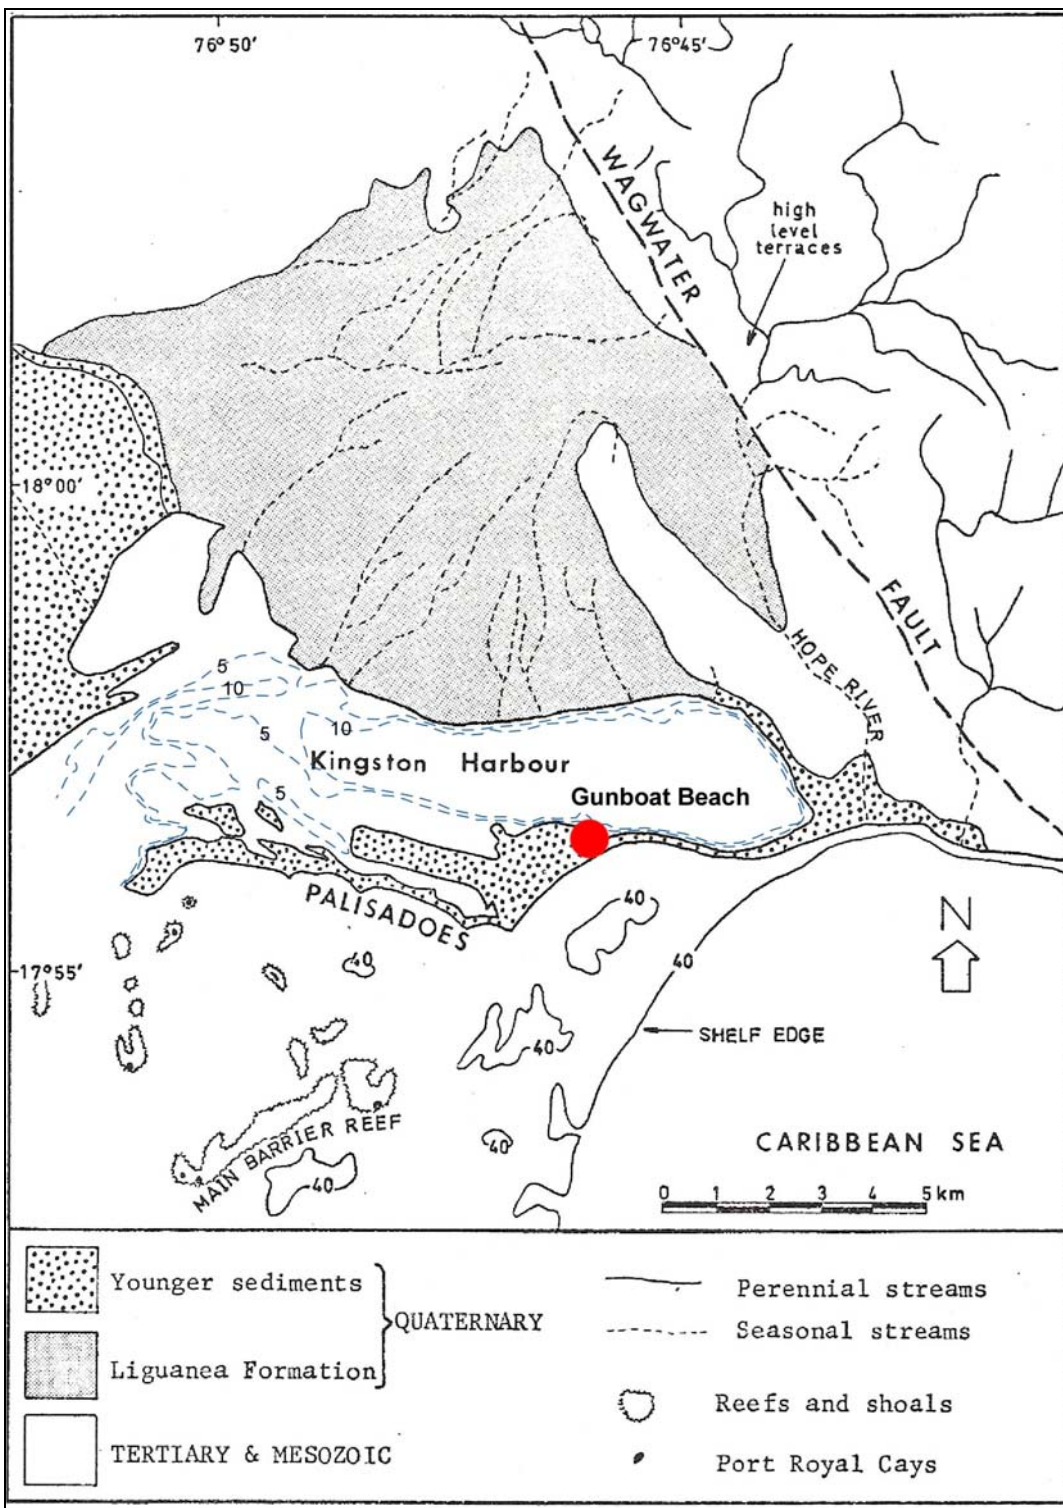 76°50'
76°45'
WAGWATER
high
level
terraces
18°00'
FAULT
HOPE RIVER
5
10
5
10
Kingston Harbour
5
Gunboat Beach
PALISADOES
40
N
40
40
17°55'
SHELF EDGE
40
MAIN BARRIER REEF
40
CARIBBEAN SEA
40
0 1 2 3 4 5 km
Younger sediments
QUATERNARY
Liguanea Formation
TERTIARY & MESOZOIC
Perennial streams
Seasonal streams
Reefs and shoals
Port Royal Cays